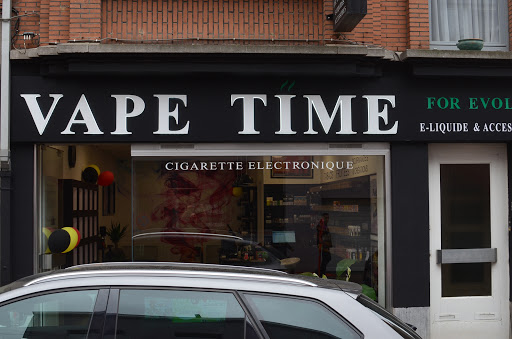 VAPE TIME
FOR EVOL
E-LIQUIDE & ACCES
CIGARETTE ELECTRONIQUE